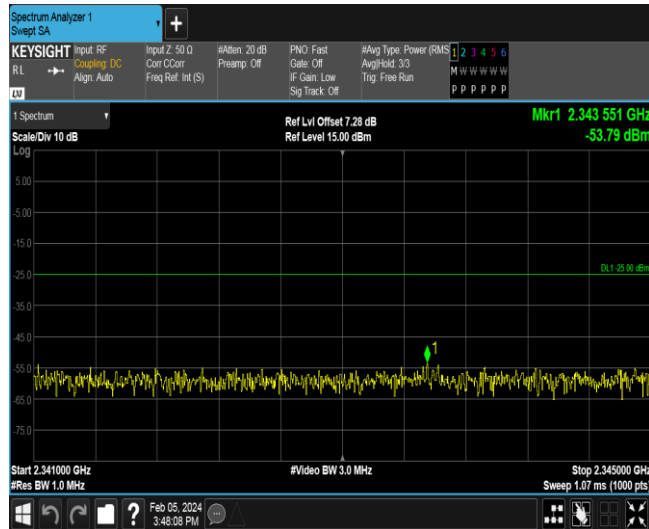 Spectrum Analyzer 1
Swept SA
+
KEYSIGHT
RL
LXI
Input: RF
Coupling: DC
Align: Auto
Input Z: 50 Ω
Corr CCorr
Freq Ref: Int (S)
#Atten: 20 dB
Preamp: Off
PNO: Fast
Gate: Off
IF Gain: Low
Sig Track: Off
#Avg Type: Power (RMS
Avg|Hold: 3/3
Trig: Free Run
1 2 3 4 5 6
M W W W W W
P P P P P P
1 Spectrum
Scale/Div 10 dB
Log
Ref Lvl Offset 7.28 dB
Ref Level 15.00 dBm
Mkr1 2.343 551 GHz
-53.79 dBm
5.00
-5.00
-15.0
-25.0
DL1 -25.00 dBm
-35.0
-45.0
1
-55.0
-65.0
-75.0
Start 2.341000 GHz
#Res BW 1.0 MHz
#Video BW 3.0 MHz
Stop 2.345000 GHz
Sweep 1.07 ms (1000 pts)
?
Feb 05, 2024
3:48:08 PM